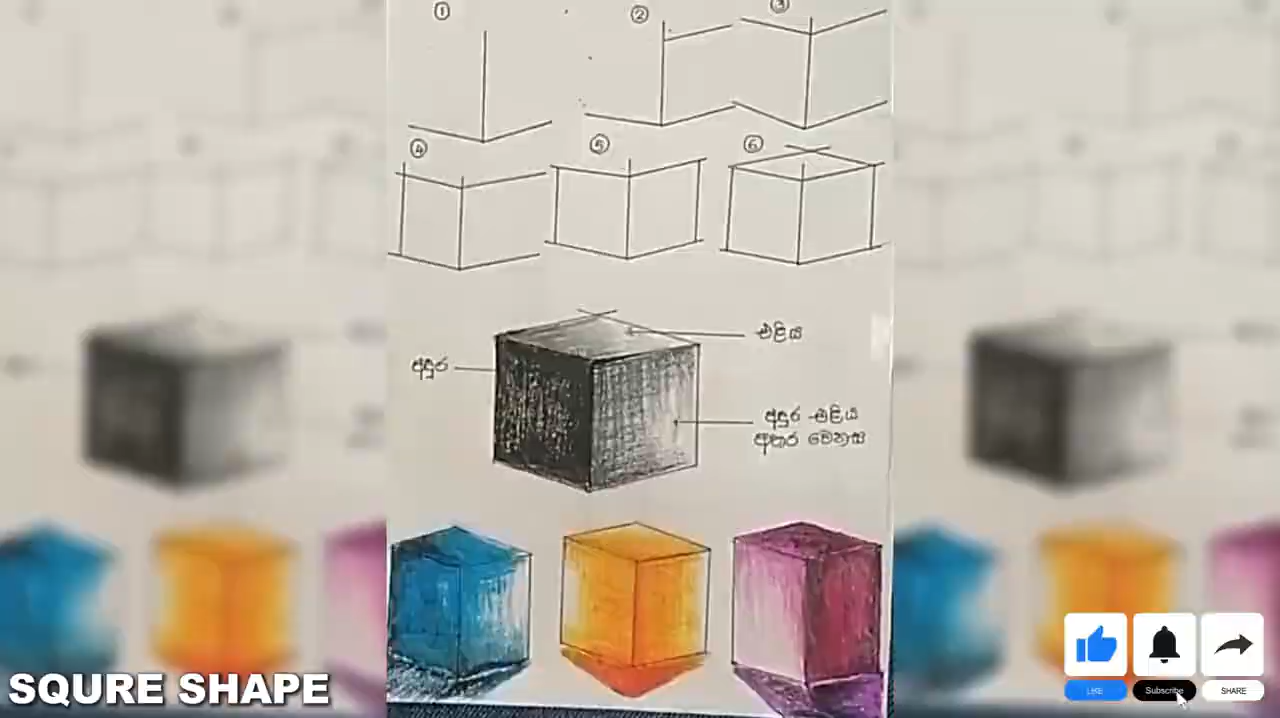 ①
②
③
④
⑤
⑥
එළිය
අඳුර
අඳුර එළිය
අතර වෙනස
SQURE SHAPE
LIKE
Subscribe
SHARE